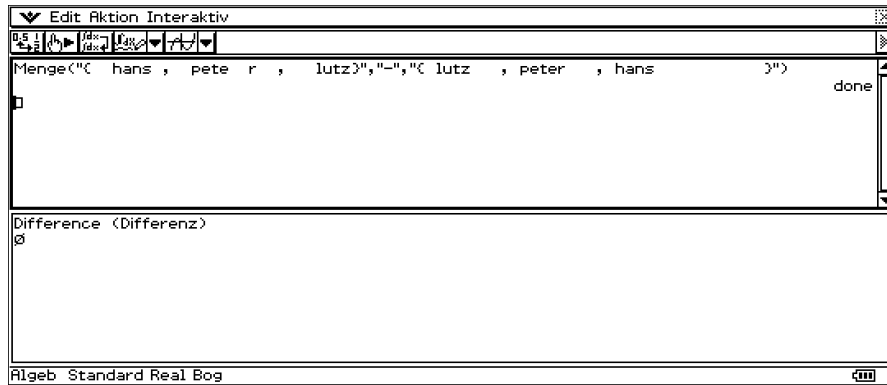 Edit Aktion Interaktiv
Menge("{  hans ,  pete  r  ,   lutz}","-","{ lutz   , peter   , hans            }")
done
Difference (Differenz)
Ø
Algeb Standard Real Bog